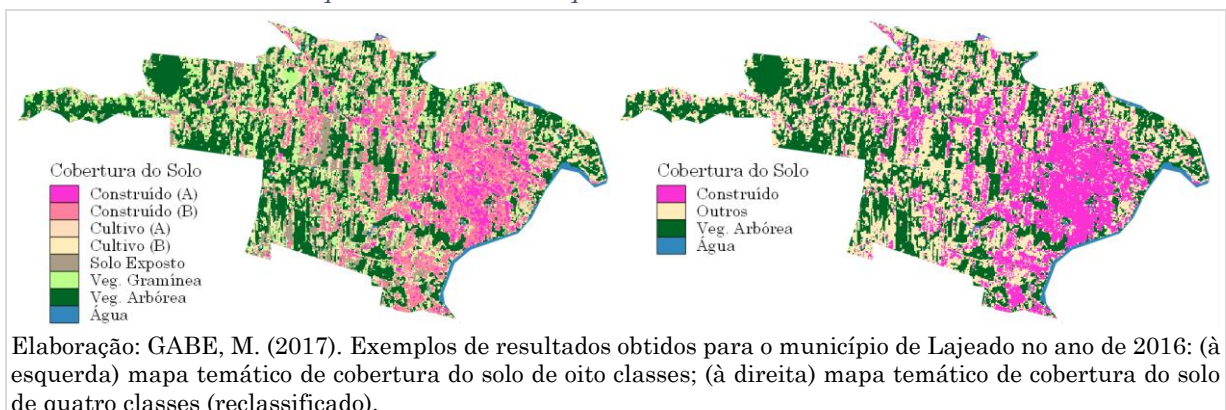 Cobertura do Solo
Construído (A)
Construído (B)
Cultivo (A)
Cultivo (B)
Solo Exposto
Veg. Gramínea
Veg. Arbórea
Água
Cobertura do Solo
Construído
Outros
Veg. Arbórea
Água
Elaboração: GABE, M. (2017). Exemplos de resultados obtidos para o município de Lajeado no ano de 2016: (à
esquerda) mapa temático de cobertura do solo de oito classes; (à direita) mapa temático de cobertura do solo
de quatro classes (reclassificado).